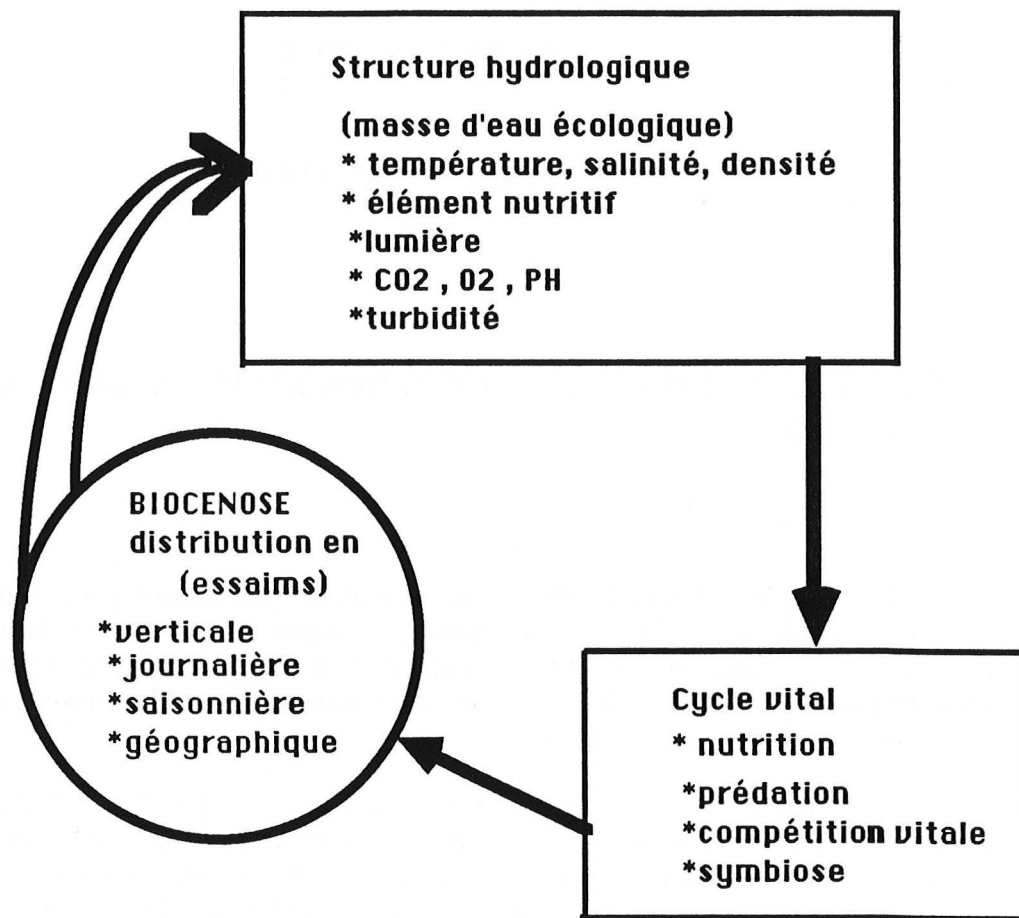 Structure hydrologique
(masse d'eau écologique)
* température, salinité, densité
* élément nutritif
*lumière
* CO2 , O2 , PH
*turbidité
BIOCENOSE
distribution en
(essaims)
*verticale
*journalière
*saisonnière
*géographique
Cycle vital
* nutrition
*prédation
*compétition vitale
*symbiose